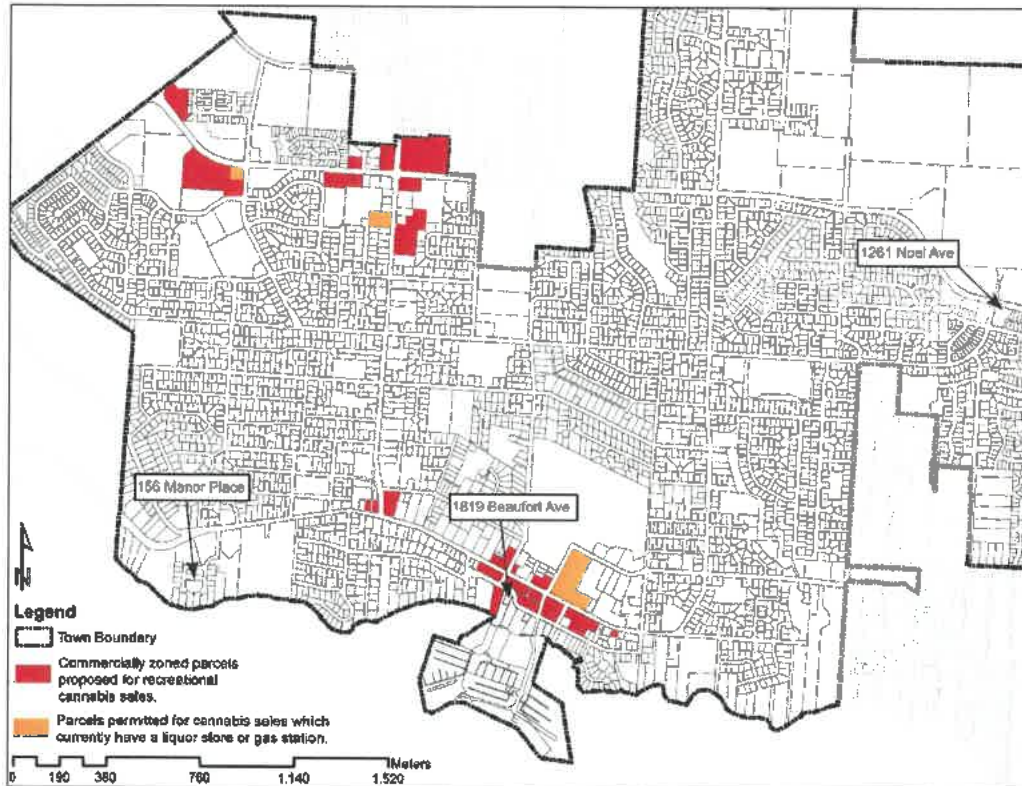 1261 Noel Ave
156 Manor Place
1819 Beaufort Ave
N
Legend
Town Boundary
Commercially zoned parcels
proposed for recreational
cannabis sales.
Parcels permitted for cannabis sales which
currently have a liquor store or gas station.
Meters
0 190 380 760 1,140 1,520